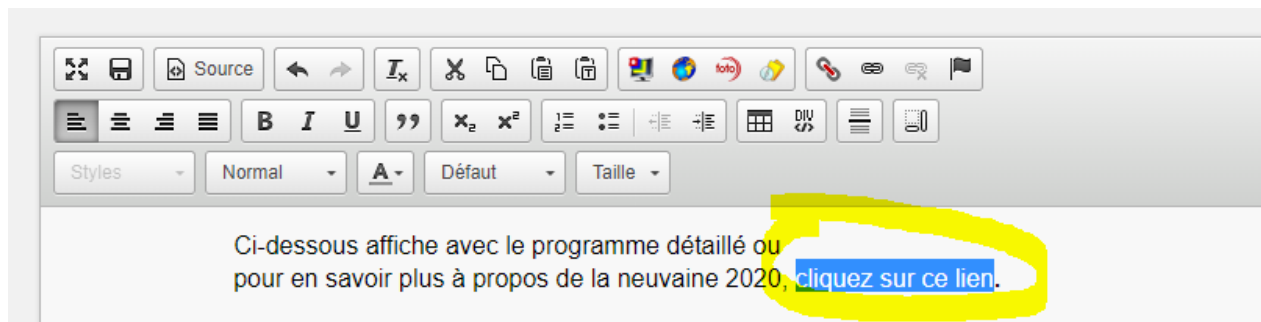 Source
Styles Normal A Défaut Taille
Ci-dessous affiche avec le programme détaillé ou
pour en savoir plus à propos de la neuvaine 2020, cliquez sur ce lien.